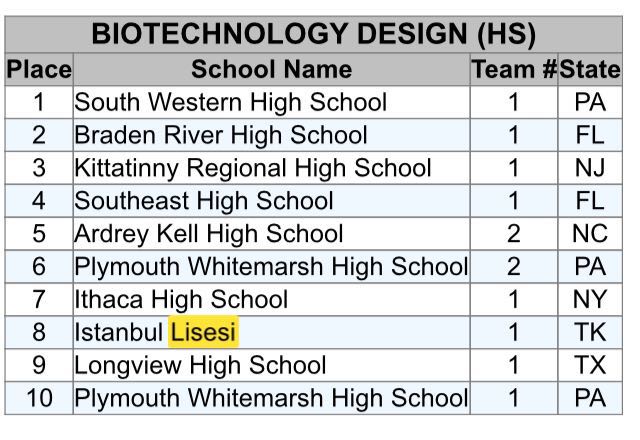 BIOTECHNOLOGY DESIGN (HS)
Place School Name Team # State
1 South Western High School 1 PA
2 Braden River High School 1 FL
3 Kittatinny Regional High School 1 NJ
4 Southeast High School 1 FL
5 Ardrey Kell High School 2 NC
6 Plymouth Whitemarsh High School 2 PA
7 Ithaca High School 1 NY
8 Istanbul Lisesi 1 TK
9 Longview High School 1 TX
10 Plymouth Whitemarsh High School 1 PA